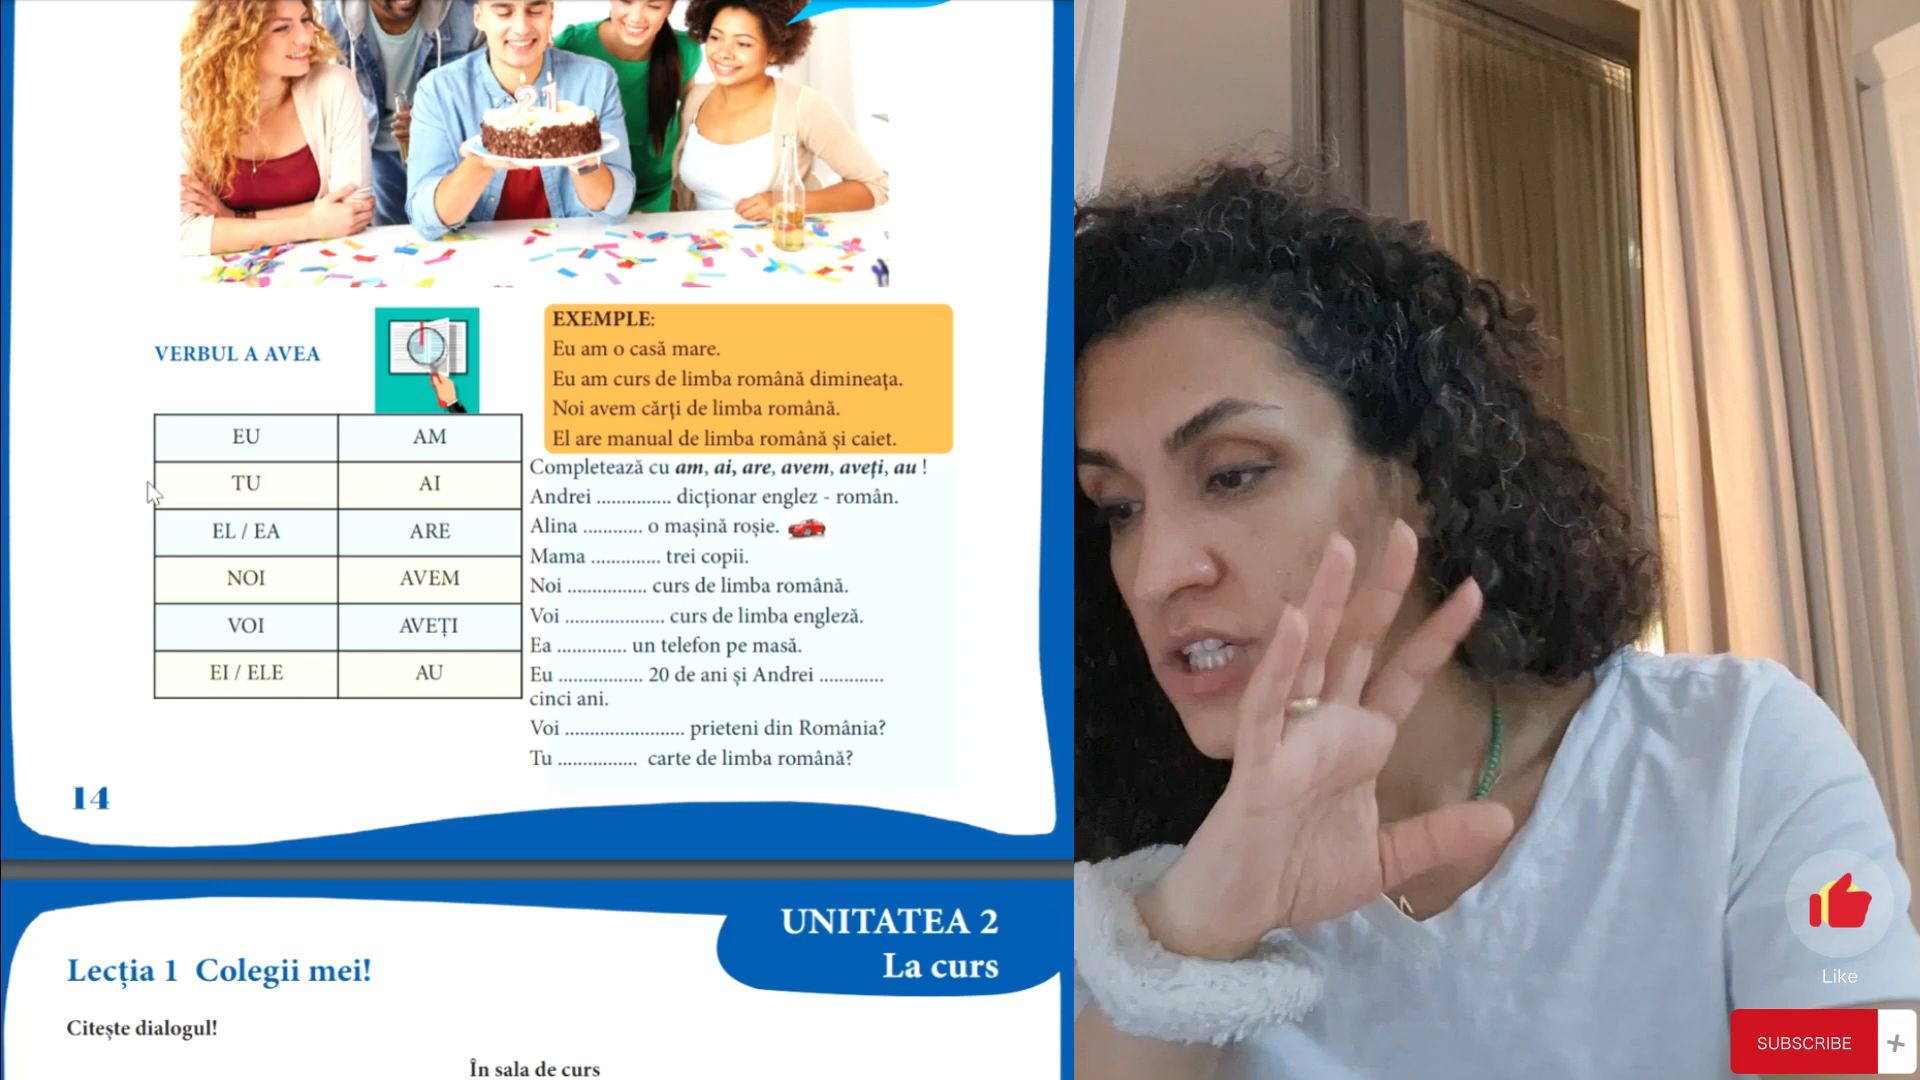 21
VERBUL A AVEA
EU AM
TU AI
EL / EA ARE
NOI AVEM
VOI AVEȚI
EI / ELE AU
EXEMPLE:
Eu am o casă mare.
Eu am curs de limba română dimineața.
Noi avem cărți de limba română.
El are manual de limba română și caiet.
Completează cu am, ai, are, avem, aveți, au !
Andrei ............... dicționar englez - român.
Alina ............ o mașină roșie.
Mama .............. trei copii.
Noi ................ curs de limba română.
Voi .................... curs de limba engleză.
Ea .............. un telefon pe masă.
Eu ................. 20 de ani și Andrei .............
cinci ani.
Voi ........................ prieteni din România?
Tu ................ carte de limba română?
14
UNITATEA 2
La curs
Lecția 1 Colegii mei!
Citește dialogul!
În sala de curs
Like
SUBSCRIBE +